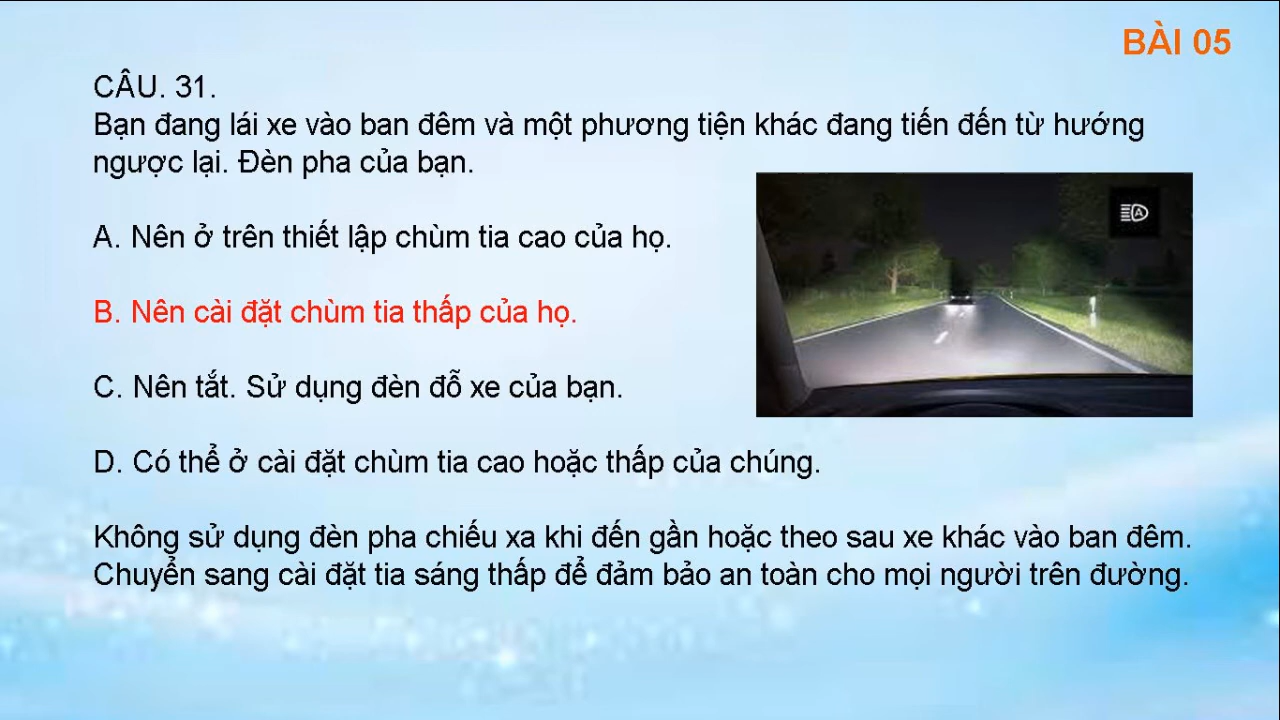 BÀI 05
CÂU. 31.
Bạn đang lái xe vào ban đêm và một phương tiện khác đang tiến đến từ hướng
ngược lại. Đèn pha của bạn.
A. Nên ở trên thiết lập chùm tia cao của họ.
B. Nên cài đặt chùm tia thấp của họ.
C. Nên tắt. Sử dụng đèn đỗ xe của bạn.
D. Có thể ở cài đặt chùm tia cao hoặc thấp của chúng.
Không sử dụng đèn pha chiếu xa khi đến gần hoặc theo sau xe khác vào ban đêm.
Chuyển sang cài đặt tia sáng thấp để đảm bảo an toàn cho mọi người trên đường.